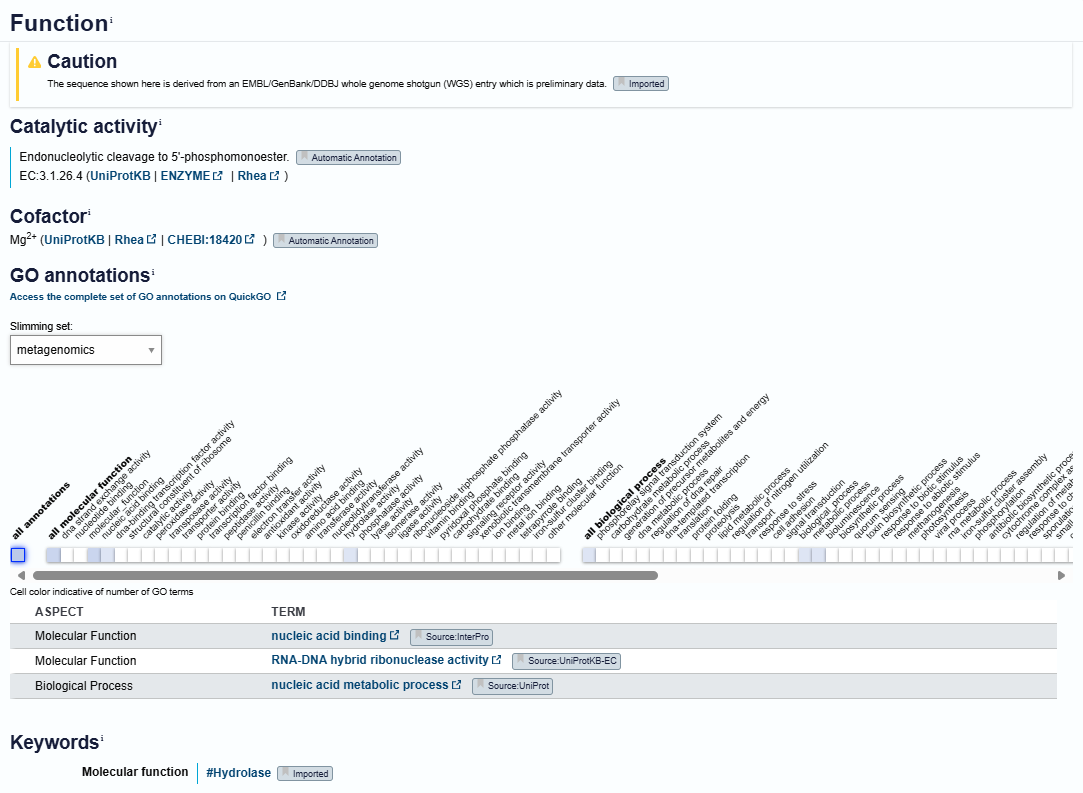 Function i
Caution
The sequence shown here is derived from an EMBL/GenBank/DDBJ whole genome shotgun (WGS) entry which is preliminary data. Imported
Catalytic activity i
Endonucleolytic cleavage to 5'-phosphomonoester. Automatic Annotation
EC:3.1.26.4 (UniProtKB | ENZYME | Rhea )
Cofactor i
Mg2+ (UniProtKB | Rhea | CHEBI:18420 ) Automatic Annotation
GO annotations i
Access the complete set of GO annotations on QuickGO
Slimming set:
metagenomics
all annotations
all molecular function
dna strand exchange activity
nucleotide binding
molecular function
nucleic acid binding
dna-binding transcription factor activity
structural constituent of ribosome
catalytic activity
peroxidase activity
transposase activity
transporter activity
protein binding
transcription factor binding
peptidase activity
penicillin binding
electron transfer activity
antioxidant activity
kinase activity
oxidoreductase activity
amino acid binding
transferase activity
nucleotidyltransferase activity
hydrolase activity
phosphatase activity
lyase activity
isomerase activity
ligase activity
ribonucleoside triphosphate phosphatase activity
vitamin binding
pyridoxal phosphate binding
carbohydrate binding
signaling receptor activity
xenobiotic transmembrane transporter activity
ion binding
metal ion binding
tetrapyrrole binding
iron-sulfur cluster binding
other molecular function
all biological process
phosphorelay signal transduction system
carbohydrate metabolic process
generation of precursor metabolites and energy
dna metabolic process
regulation of dna repair
dna-templated transcription
translation
protein folding
proteolysis
lipid metabolic process
regulation of nitrogen utilization
transport
response to stress
cell adhesion
signal transduction
biological process
metabolic process
bioluminescence
biosynthetic process
quorum sensing
toxin biosynthetic process
response to biotic stimulus
response to abiotic stimulus
methanogenesis
photosynthesis
viral process
rna metabolic process
iron-sulfur cluster assembly
phosphorylation
antibiotic biosynthetic proce
cytochrome complex as
regulation of meta
response to ch
sporulati
small
Cell color indicative of number of GO terms
ASPECT TERM
Molecular Function nucleic acid binding Source:InterPro
Molecular Function RNA-DNA hybrid ribonuclease activity Source:UniProtKB-EC
Biological Process nucleic acid metabolic process Source:UniProt
Keywords i
Molecular function #Hydrolase Imported